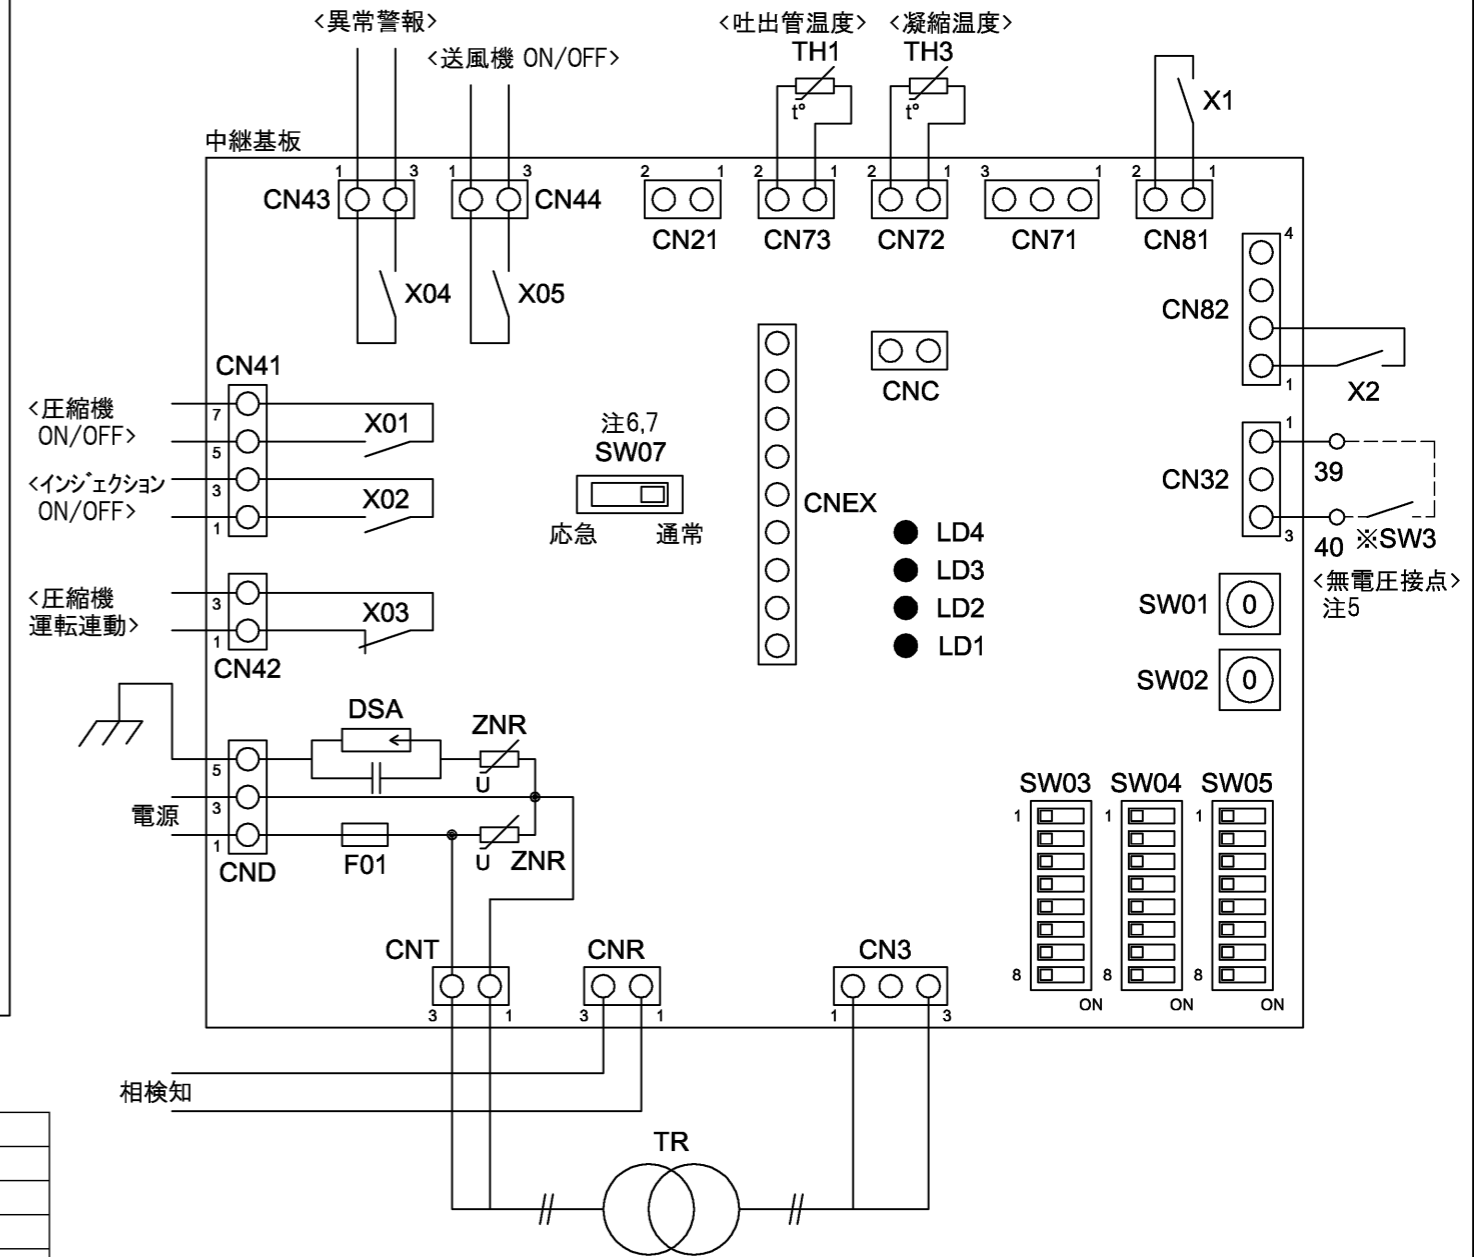 <異常警報>
<送風機 ON/OFF>
<吐出管温度>
TH1
t°
<凝縮温度>
TH3
t°
X1
中継基板
1 3
CN43
1 3
CN44
2 1
CN21
2 1
CN73
2 1
CN72
3 1
CN71
2 1
CN81
X04
X05
4
CN82
1
X2
CN41
<圧縮機
ON/OFF>
7
5
X01
<インジェクション
ON/OFF>
3
1
X02
注6,7
SW07
応急 通常
CNEX
CNC
LD4
LD3
LD2
LD1
1
CN32
3
39
40 ※SW3
<無電圧接点>
注5
SW01 0
SW02 0
<圧縮機
運転連動>
3
1
X03
CN42
DSA
ZNR
U
5
3
1
電源
CND
F01
U ZNR
SW03 SW04 SW05
1 1 1
8 8 8
ON ON ON
CNT
3 1
CNR
3 1
CN3
1 3
相検知
TR